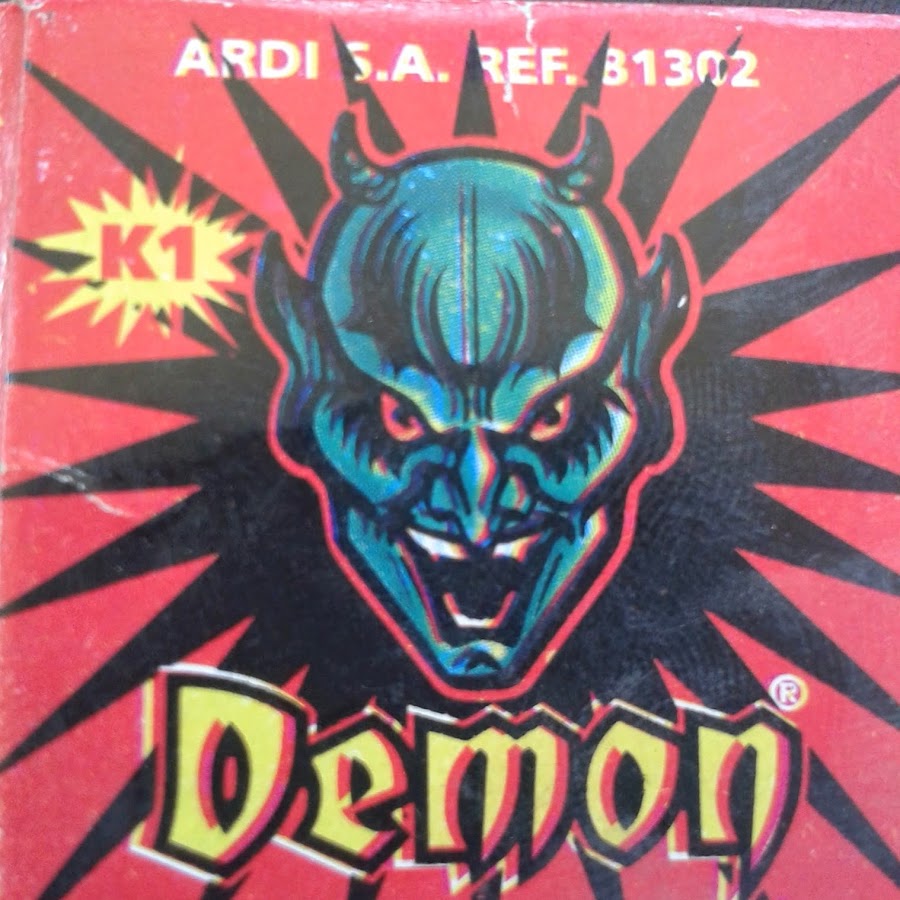 ARDI S.A. REF. 81302
K1
Demon®